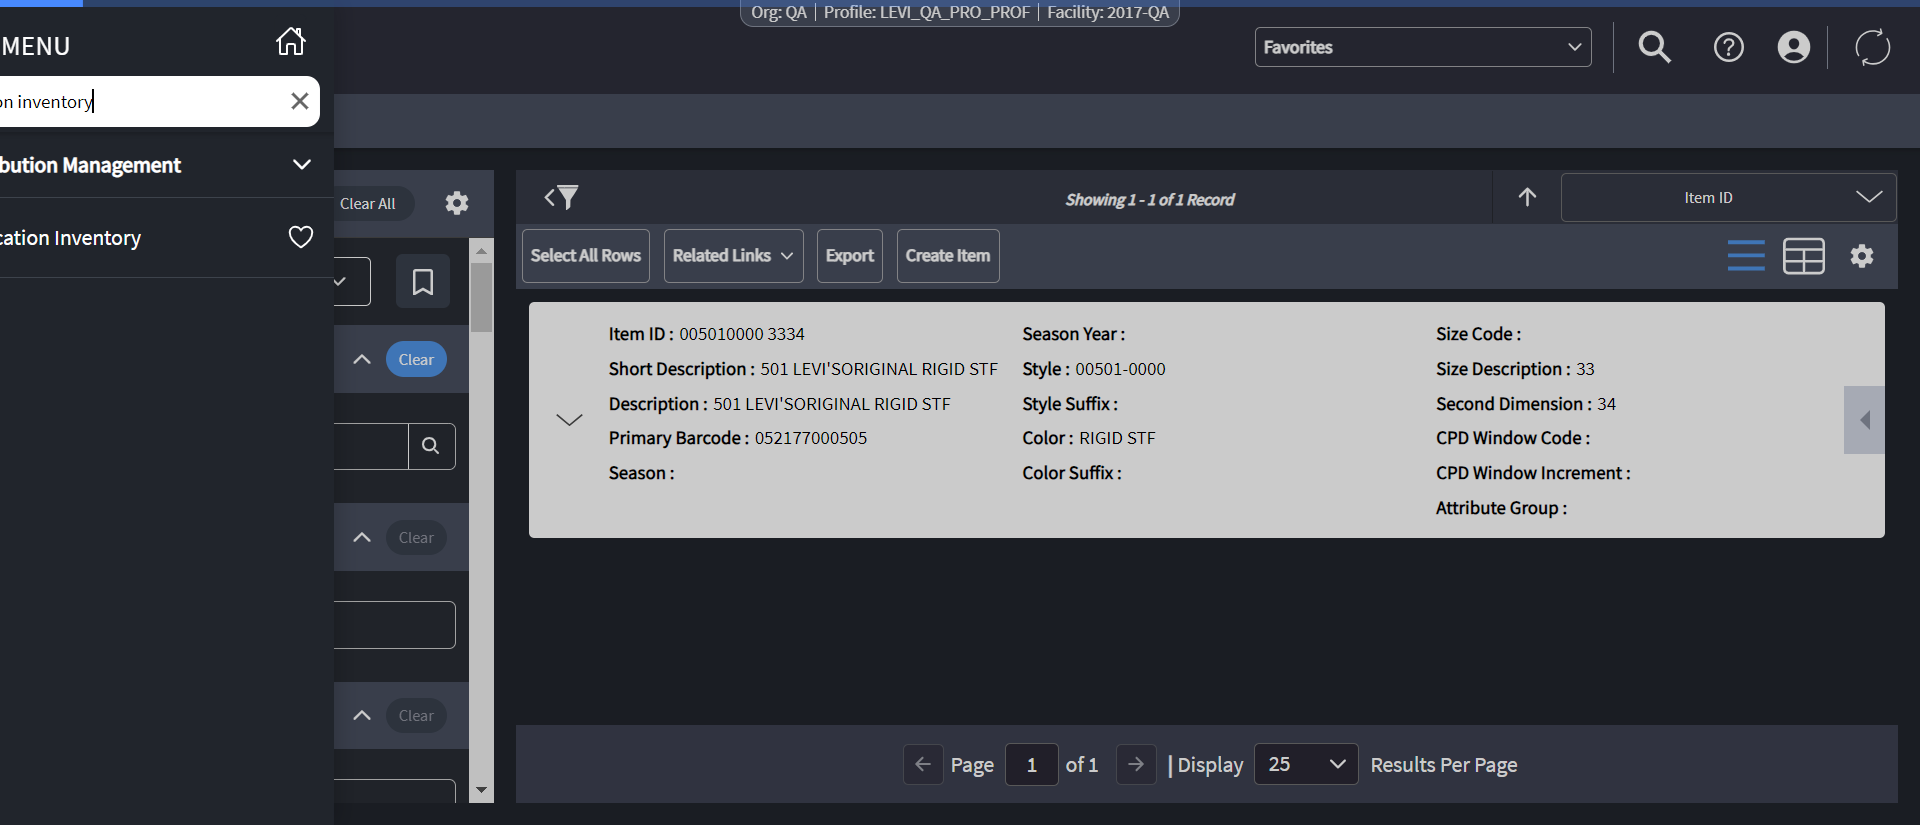 Org: QA | Profile: LEVI_QA_PRO_PROF | Facility: 2017-QA
MENU
Favorites
on inventory
bution Management
cation Inventory
Clear All
Clear
Clear
Clear
Showing 1 - 1 of 1 Record
Item ID
Select All Rows
Related Links
Export
Create Item
Item ID : 005010000 3334
Short Description : 501 LEVI'SORIGINAL RIGID STF
Description : 501 LEVI'SORIGINAL RIGID STF
Primary Barcode : 052177000505
Season :
Season Year :
Style : 00501-0000
Style Suffix :
Color : RIGID STF
Color Suffix :
Size Code :
Size Description : 33
Second Dimension : 34
CPD Window Code :
CPD Window Increment :
Attribute Group :
Page 1 of 1 | Display 25 Results Per Page